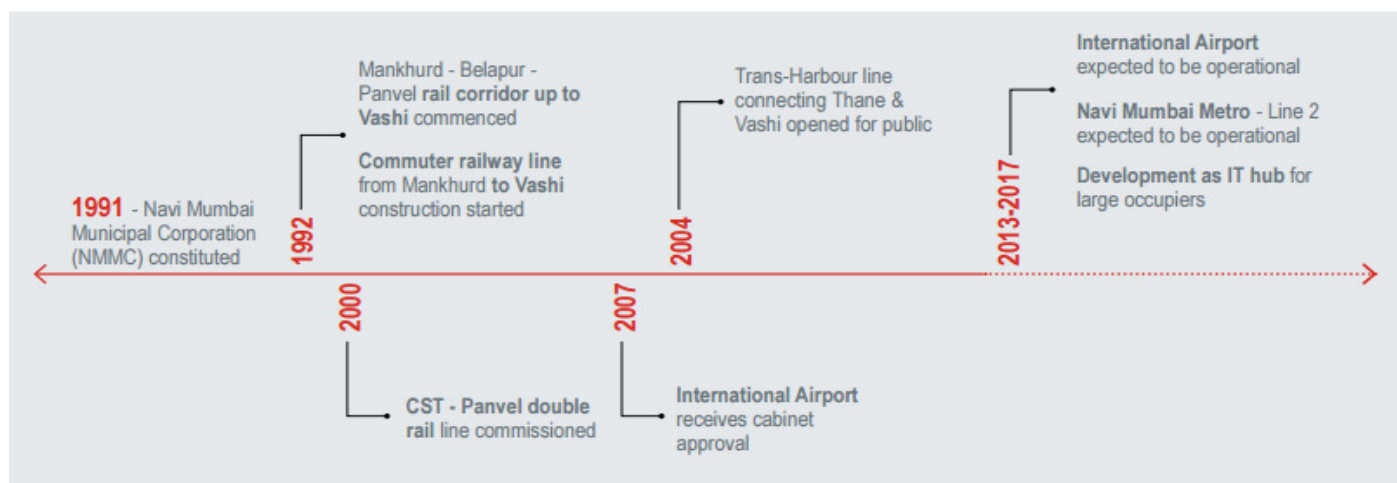 1991 - Navi Mumbai
Municipal Corporation
(NMMC) constituted
1992
Mankhurd - Belapur -
Panvel rail corridor up to
Vashi commenced
Commuter railway line
from Mankhurd to Vashi
construction started
2000
CST - Panvel double
rail line commissioned
2004
Trans-Harbour line
connecting Thane &
Vashi opened for public
2007
International Airport
receives cabinet
approval
2013-2017
International Airport
expected to be operational
Navi Mumbai Metro - Line 2
expected to be operational
Development as IT hub for
large occupiers